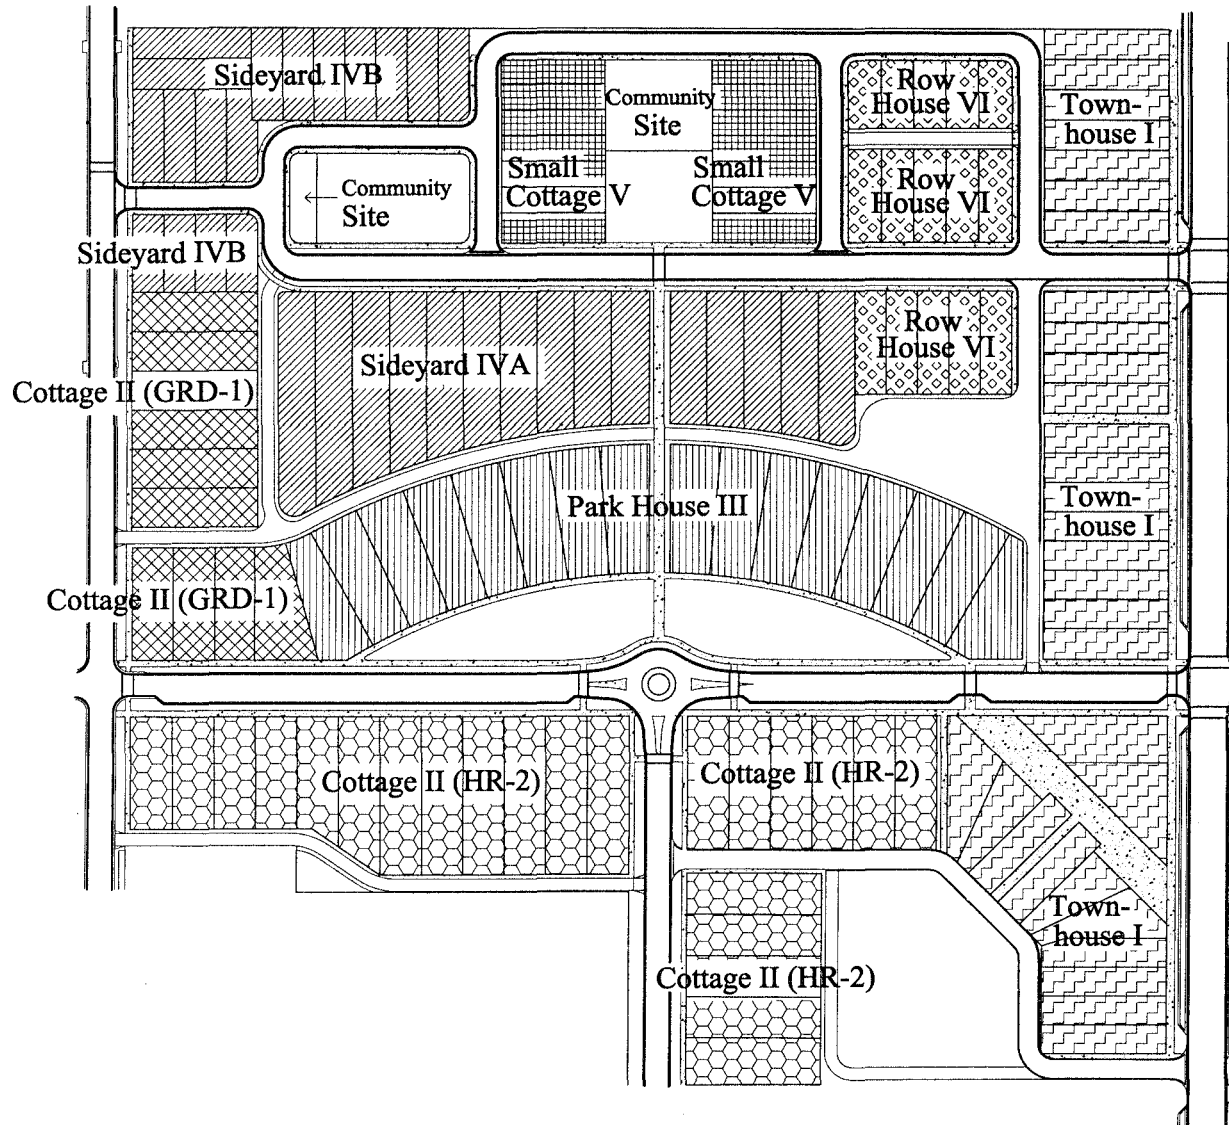 Sideyard IVB
Community
Site
Row
House VI
Town-
house I
Small
Cottage V
Small
Cottage V
Community
Site
Row
House VI
Sideyard IVB
Row
House VI
Sideyard IVA
Cottage II (GRD-1)
Park House III
Town-
house I
Cottage II (GRD-1)
Cottage II (HR-2)
Cottage II (HR-2)
Town-
house I
Cottage II (HR-2)